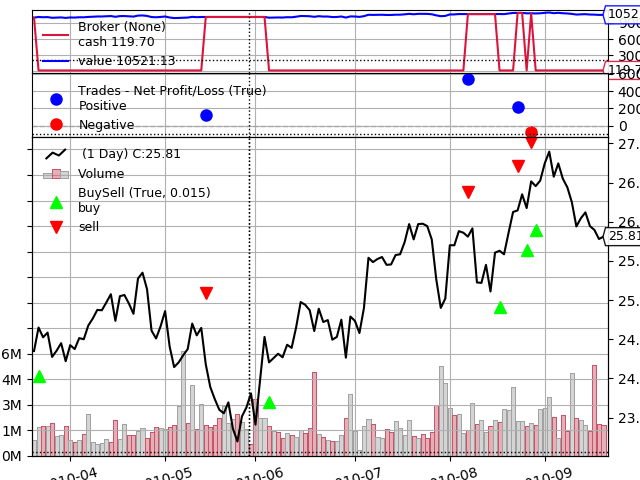 Broker (None)
cash 119.70
value 10521.13
10521
600
300
119.7
Trades - Net Profit/Loss (True)
Positive
Negative
400
200
0
(1 Day) C:25.81
Volume
BuySell (True, 0.015)
buy
sell
27.
26.
26.
25.81
25.
25.
24.
24.
23.
6M
4M
3M
1M
0M
010-04
010-05
010-06
010-07
010-08
010-09